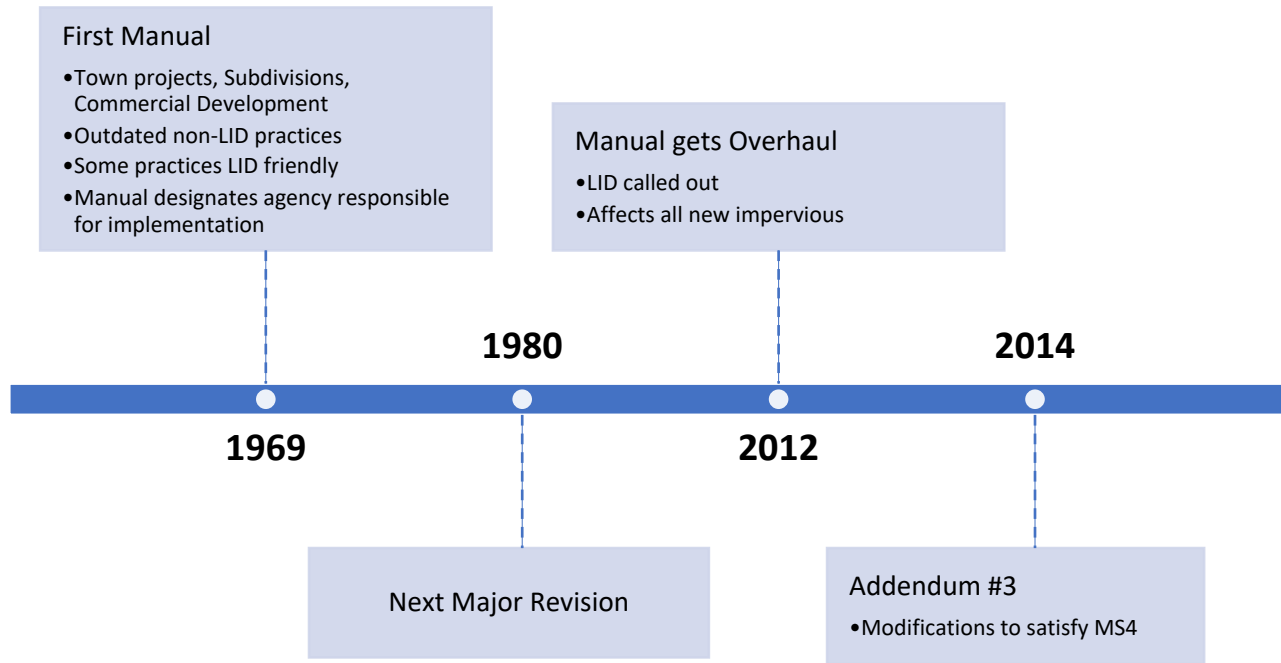 First Manual
•Town projects, Subdivisions,
Commercial Development
•Outdated non-LID practices
•Some practices LID friendly
•Manual designates agency responsible
for implementation
Manual gets Overhaul
•LID called out
•Affects all new impervious
1980
2014
1969
2012
Next Major Revision
Addendum #3
•Modifications to satisfy MS4